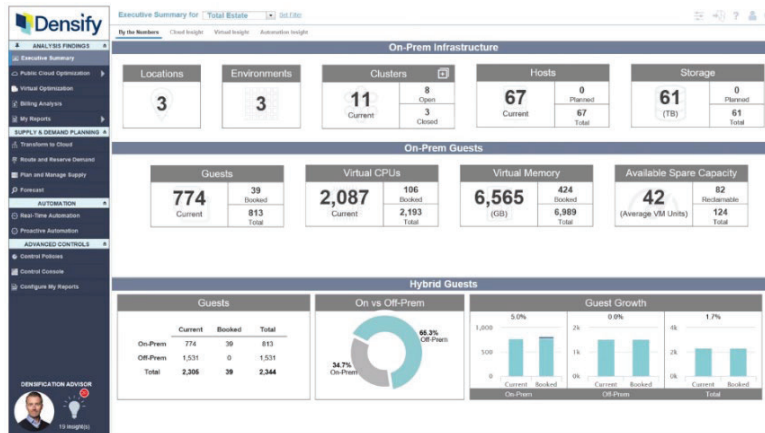 Densify
Executive Summary for Total Estate Set Filter
By the Numbers Cloud Insight Virtual Insight Automation Insight
ANALYSIS FINDINGS
Executive Summary
Public Cloud Optimization
Virtual Optimization
Billing Analysis
My Reports
SUPPLY & DEMAND PLANNING
Transform to Cloud
Route and Reserve Demand
Plan and Manage Supply
Forecast
AUTOMATION
Real-Time Automation
Proactive Automation
ADVANCED CONTROLS
Control Policies
Control Console
Configure My Reports
DENSIFICATION ADVISOR
On-Prem Infrastructure
Locations
3
Environments
3
Clusters
11
Current
8
Open
3
Closed
Hosts
67
Current
0
Planned
67
Total
Storage
61
(TB)
0
Planned
61
Total
On-Prem Guests
Guests
774
Current
39
Booked
813
Total
Virtual CPUs
2,087
Current
106
Booked
2,193
Total
Virtual Memory
6,565
(GB)
424
Booked
6,989
Total
Available Spare Capacity
42
(Average VM Units)
82
Reclaimable
124
Total
Hybrid Guests
Guests
Current Booked Total
On-Prem 774 39 813
Off-Prem 1,531 0 1,531
Total 2,305 39 2,344
On vs Off-Prem
65.3%
Off-Prem
34.7%
On-Prem
Guest Growth
5.0% 0.0% 1.7%
1,000 2k 4k
500 1k 2k
0 0k 0k
Current Booked Current Booked Current Booked
On-Prem Off-Prem Total